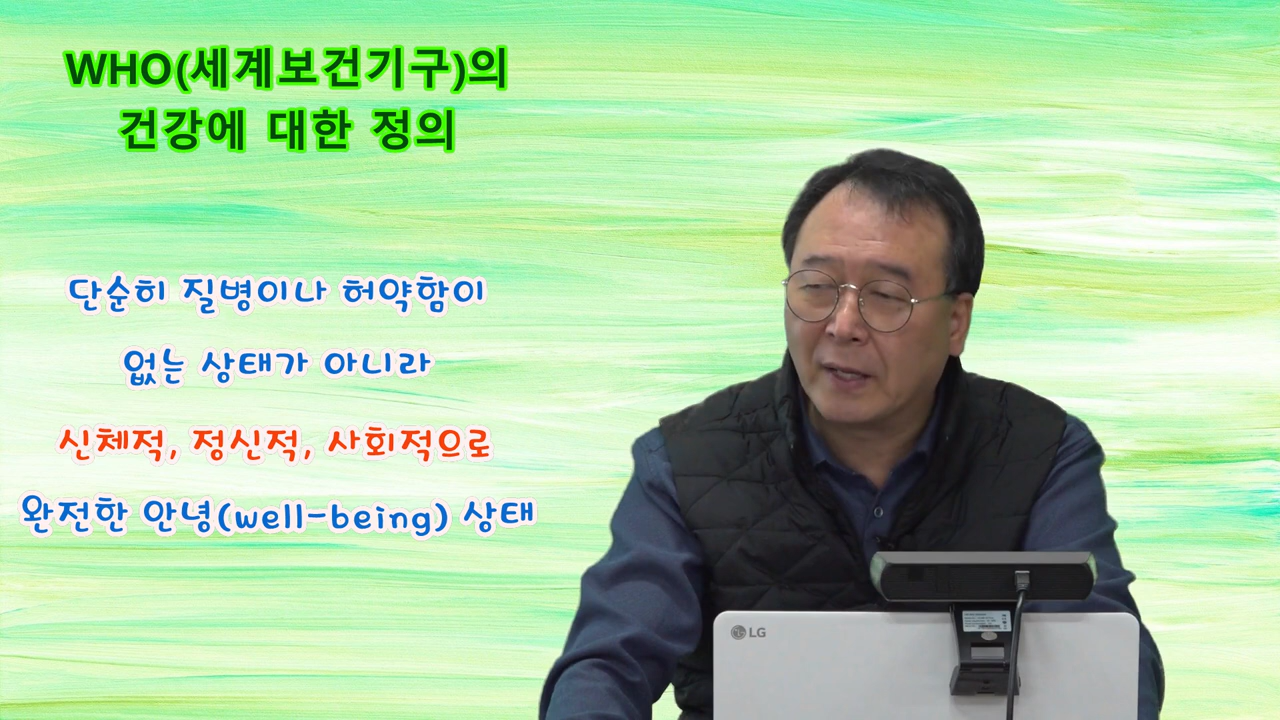 WHO(세계보건기구)의
건강에 대한 정의
단순히 질병이나 허약함이
없는 상태가 아니라
신체적, 정신적, 사회적으로
완전한 안녕(well-being) 상태
LG